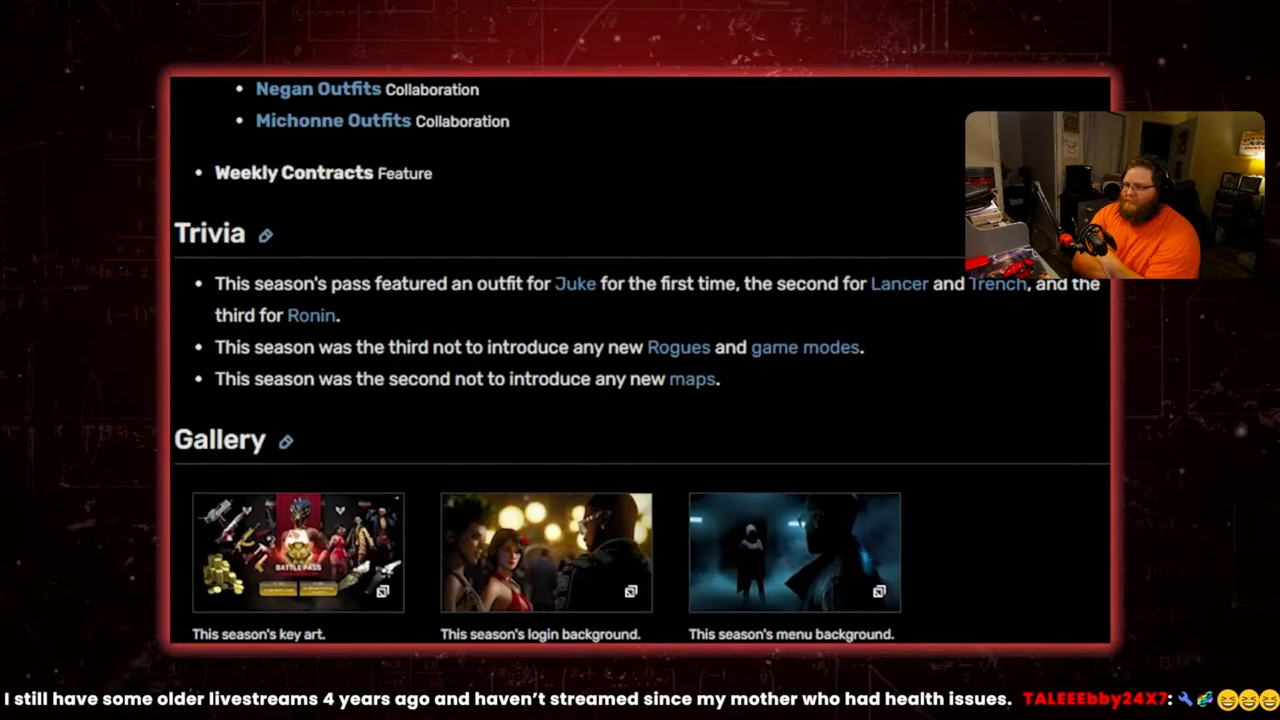 Negan Outfits Collaboration
Michonne Outfits Collaboration
Weekly Contracts Feature
Trivia
This season's pass featured an outfit for Juke for the first time, the second for Lancer and Trench, and the
third for Ronin.
This season was the third not to introduce any new Rogues and game modes.
This season was the second not to introduce any new maps.
Gallery
BATTLE PASS
This season's key art.
This season's login background.
This season's menu background.
I still have some older livestreams 4 years ago and haven't streamed since my mother who had health issues. TALEEEbby24X7: 🔧😆😆😆